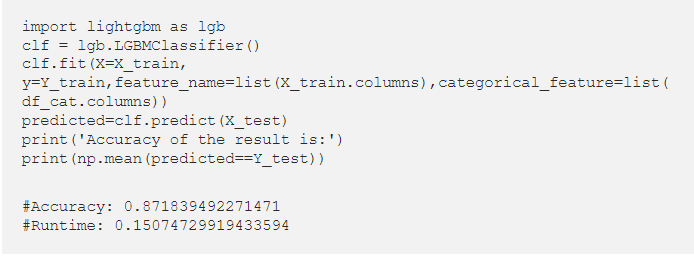 import lightgbm as lgb
clf = lgb.LGBMClassifier()
clf.fit(X=X_train,
y=Y_train,feature_name=list(X_train.columns),categorical_feature=list(
df_cat.columns))
predicted=clf.predict(X_test)
print('Accuracy of the result is:')
print(np.mean(predicted==Y_test))
#Accuracy: 0.871839492271471
#Runtime: 0.15074729919433594